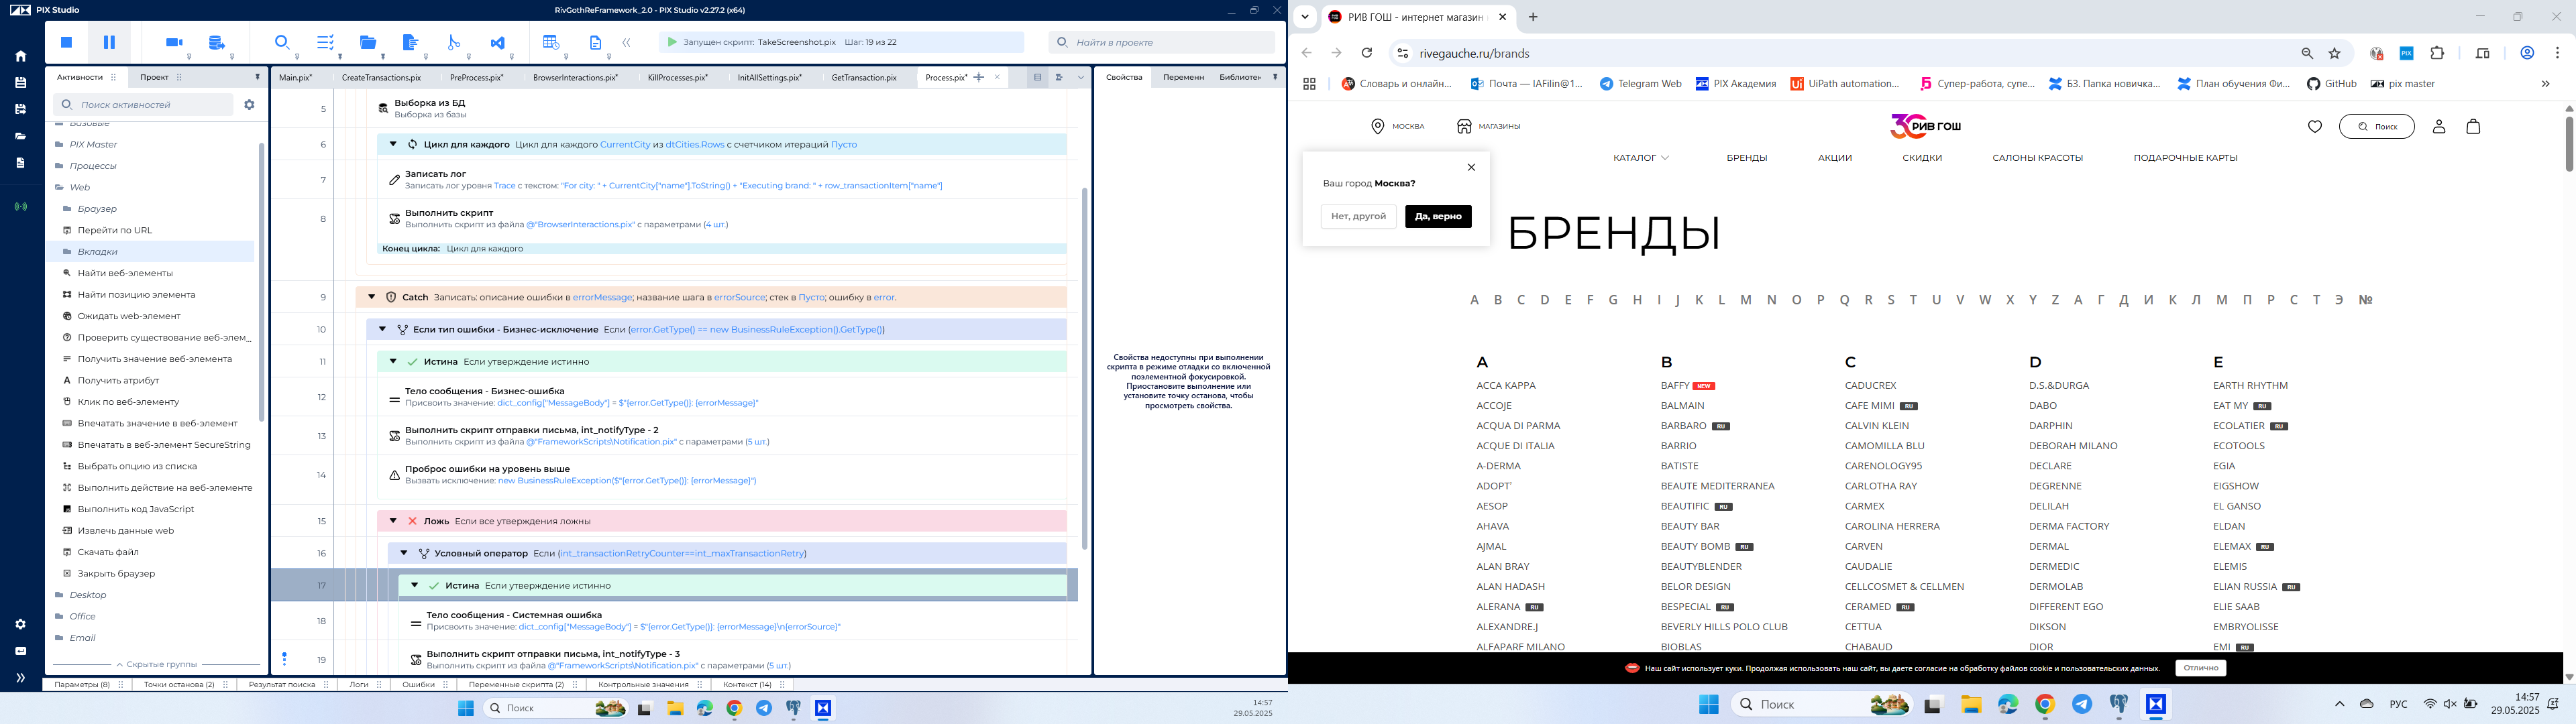 PIX Studio
RivGothReFramework_2.0 - PIX Studio v2.27.2 (x64)
Запущен скрипт: TakeScreenshot.pix Шаг: 19 из 22
Найти в проекте
Активности
Проект
Поиск активностей
Базовые
PIX Master
Процессы
Web
Браузер
Перейти по URL
Вкладки
Найти веб-элементы
Найти позицию элемента
Ожидать web-элемент
Проверить существование веб-элем_
Получить значение веб-элемента
Получить атрибут
Клик по веб-элементу
Впечатать значение в веб-элемент
Впечатать в веб-элемент SecureString
Выбрать опцию из списка
Выполнить действие на веб-элементе
Выполнить код JavaScript
Извлечь данные web
Скачать файл
Закрыть браузер
Desktop
Office
Email
Скрытые группы
Main.pix*
CreateTransactions.pix
PreProcess.pix*
BrowserInteractions.pix*
KillProcesses.pix*
InitAllSettings.pix*
GetTransaction.pix
Process.pix*
5
Выборка из БД
Выборка из базы
6
Цикл для каждого Цикл для каждого CurrentCity из dtCities.Rows с счетчиком итераций Пусто
7
Записать лог
Записать лог уровня Trace с текстом: "For city: " + CurrentCity["name"].ToString() + "Executing brand: " + row_transactionItem["name"]
8
Выполнить скрипт
Выполнить скрипт из файла @"BrowserInteractions.pix" с параметрами (4 шт.)
Конец цикла: Цикл для каждого
9
Catch Записать: описание ошибки в errorMessage; название шага в errorSource; стек в Пусто; ошибку в error.
10
Если тип ошибки - Бизнес-исключение Если (error.GetType() == new BusinessRuleException().GetType())
11
Истина Если утверждение истинно
12
Тело сообщения - Бизнес-ошибка
Присвоить значение: dict_config["MessageBody"] = $"{error.GetType()}: {errorMessage}"
13
Выполнить скрипт отправки письма, int_notifyType - 2
Выполнить скрипт из файла @"FrameworkScripts\Notification.pix" с параметрами (5 шт.)
14
Проброс ошибки на уровень выше
Вызвать исключение: new BusinessRuleException($"{error.GetType()}: {errorMessage}")
15
Ложь Если все утверждения ложны
16
Условный оператор Если (int_transactionRetryCounter==int_maxTransactionRetry)
17
Истина Если утверждение истинно
18
Тело сообщения - Системная ошибка
Присвоить значение: dict_config["MessageBody"] = $"{error.GetType()}: {errorMessage}\n{errorSource}"
19
Выполнить скрипт отправки письма, int_notifyType - 3
Выполнить скрипт из файла @"FrameworkScripts\Notification.pix" с параметрами (5 шт.)
Свойства
Переменн
Библиотек
Свойства недоступны при выполнении
скрипта в режиме отладки со включенной
поэлементной фокусировкой.
Приостановите выполнение или
установите точку останова, чтобы
просмотреть свойства.
Параметры (8)
Точки останова (2)
Результат поиска
Логи
Ошибки
Переменные скрипта (2)
Контрольные значения
Контекст (14)
Поиск
14:57
29.05.2025
РИВ ГОШ - интернет магазин
rivegauche.ru/brands
Словарь и онлайн...
Почта — IAFilin@1...
Telegram Web
PIX Академия
UiPath automation...
Супер-работа, супе...
БЗ. Папка новичка...
План обучения Фи...
GitHub
pix master
МОСКВА
МАГАЗИНЫ
РИВ ГОШ
Поиск
КАТАЛОГ
БРЕНДЫ
АКЦИИ
СКИДКИ
САЛОНЫ КРАСОТЫ
ПОДАРОЧНЫЕ КАРТЫ
Ваш город Москва?
Нет, другой
Да, верно
БРЕНДЫ
A B C D E F G H I J K L M N O P Q R S T U V W X Y Z А Г Д И К Л М П Р С Т Э №
A
ACCA KAPPA
ACCOJE
ACQUA DI PARMA
ACQUE DI ITALIA
A-DERMA
ADOPT'
AESOP
AHAVA
AJMAL
ALAN BRAY
ALAN HADASH
ALERANA RU
ALEXANDRE.J
ALFAPARF MILANO
B
BAFFY NEW
BALMAIN
BARBARO RU
BARRIO
BATISTE
BEAUTE MEDITERRANEA
BEAUTIFIC RU
BEAUTY BAR
BEAUTY BOMB RU
BEAUTYBLENDER
BELOR DESIGN
BESPECIAL RU
BEVERLY HILLS POLO CLUB
BIOBLAS
C
CADUCREX
CAFE MIMI RU
CALVIN KLEIN
CAMOMILLA BLU
CARENOLOGY95
CARLOTHA RAY
CARMEX
CAROLINA HERRERA
CARVEN
CAUDALIE
CELLCOSMET & CELLMEN
CERAMED RU
CETTUA
CHABAUD
D
D.S.&DURGA
DABO
DARPHIN
DEBORAH MILANO
DECLARE
DEGRENNE
DELILAH
DERMA FACTORY
DERMAL
DERMEDIC
DERMOLAB
DIFFERENT EGO
DIKSON
DIOR
E
EARTH RHYTHM
EAT MY RU
ECOLATIER RU
ECOTOOLS
EGIA
EIGSHOW
EL GANSO
ELDAN
ELEMAX RU
ELEMIS
ELIAN RUSSIA RU
ELIE SAAB
EMBRYOLISSE
EMI RU
Наш сайт использует куки. Продолжая использовать наш сайт, вы даете согласие на обработку файлов cookie и пользовательских данных.
Отлично
Поиск
РУС
14:57
29.05.2025